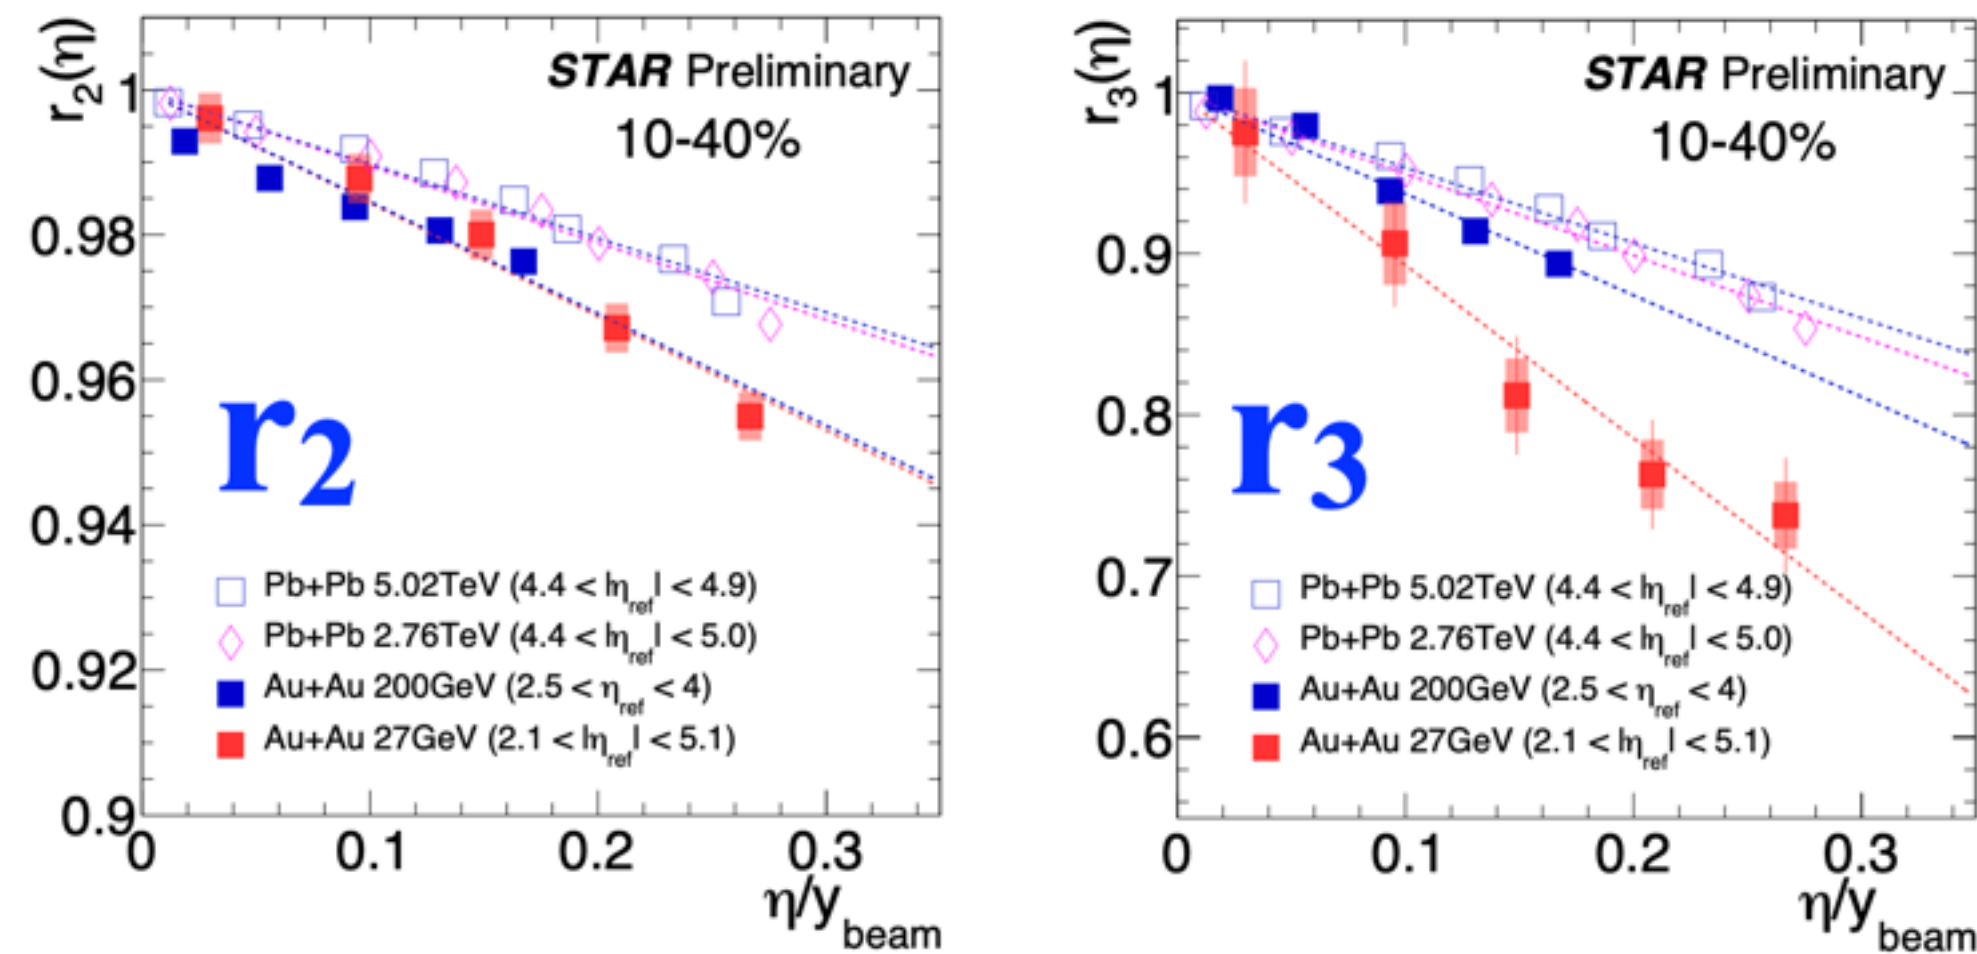 r2(η)
STAR Preliminary
10-40%
1
0.98
0.96
0.94
0.92
0.9
r2
Pb+Pb 5.02TeV (4.4 < |ηref| < 4.9)
Pb+Pb 2.76TeV (4.4 < |ηref| < 5.0)
Au+Au 200GeV (2.5 < ηref < 4)
Au+Au 27GeV (2.1 < |ηref| < 5.1)
0 0.1 0.2 0.3
η/ybeam
r3(η)
STAR Preliminary
10-40%
1
0.9
0.8
0.7
0.6
r3
Pb+Pb 5.02TeV (4.4 < |ηref| < 4.9)
Pb+Pb 2.76TeV (4.4 < |ηref| < 5.0)
Au+Au 200GeV (2.5 < ηref < 4)
Au+Au 27GeV (2.1 < |ηref| < 5.1)
0 0.1 0.2 0.3
η/ybeam